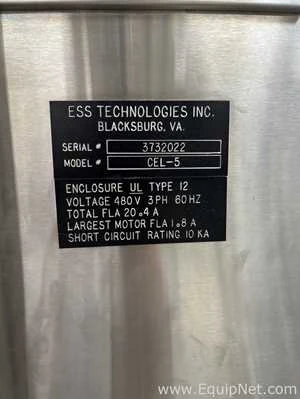 ESS TECHNOLOGIES INC.
BLACKSBURG, VA.
SERIAL # 3732022
MODEL # CEL-5
ENCLOSURE UL TYPE 12
VOLTAGE 480V 3PH 60HZ
TOTAL FLA 20.4A
LARGEST MOTOR FLA 1.8 A
SHORT CIRCUIT RATING 10 KA
www.EquipNet.com